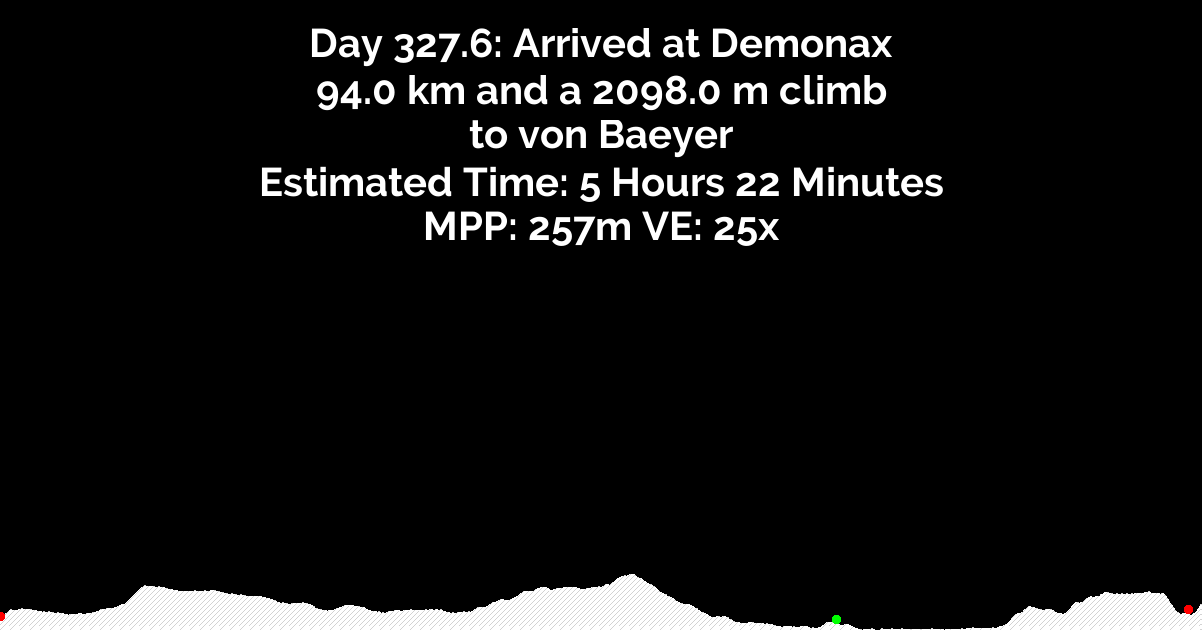 Day 327.6: Arrived at Demonax
94.0 km and a 2098.0 m climb
to von Baeyer
Estimated Time: 5 Hours 22 Minutes
MPP: 257m VE: 25x